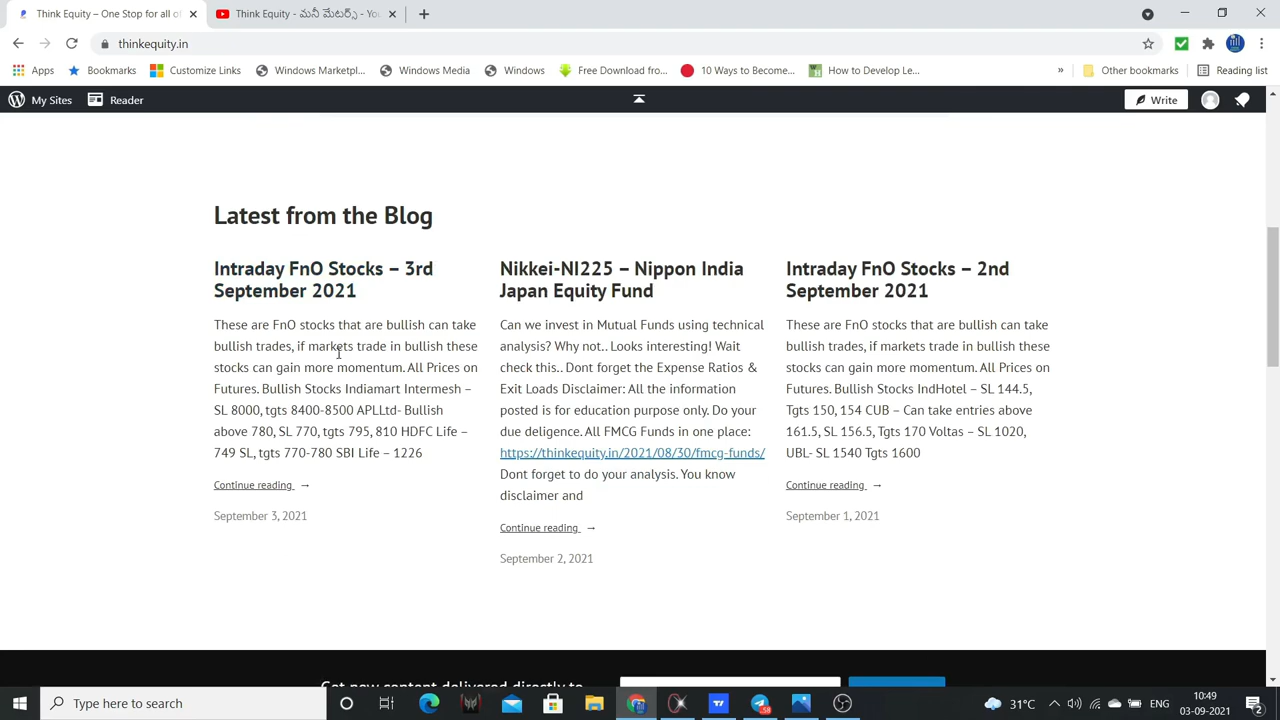 Think Equity – One Stop for all of
Think Equity - మనీ మేటర్స్ - Yo
thinkequity.in
Apps
Bookmarks
Customize Links
Windows Marketpl...
Windows Media
Windows
Free Download fro...
10 Ways to Become...
How to Develop Le...
»
Other bookmarks
Reading list
My Sites
Reader
Write
Latest from the Blog
Intraday FnO Stocks – 3rd
September 2021
These are FnO stocks that are bullish can take
bullish trades, if markets trade in bullish these
stocks can gain more momentum. All Prices on
Futures. Bullish Stocks Indiamart Intermesh –
SL 8000, tgts 8400-8500 APLLtd- Bullish
above 780, SL 770, tgts 795, 810 HDFC Life –
749 SL, tgts 770-780 SBI Life – 1226
Continue reading →
September 3, 2021
Nikkei-NI225 – Nippon India
Japan Equity Fund
Can we invest in Mutual Funds using technical
analysis? Why not.. Looks interesting! Wait
check this.. Dont forget the Expense Ratios &
Exit Loads Disclaimer: All the information
posted is for education purpose only. Do your
due deligence. All FMCG Funds in one place:
https://thinkequity.in/2021/08/30/fmcg-funds/
Dont forget to do your analysis. You know
disclaimer and
Continue reading →
September 2, 2021
Intraday FnO Stocks – 2nd
September 2021
These are FnO stocks that are bullish can take
bullish trades, if markets trade in bullish these
stocks can gain more momentum. All Prices on
Futures. Bullish Stocks IndHotel – SL 144.5,
Tgts 150, 154 CUB – Can take entries above
161.5, SL 156.5, Tgts 170 Voltas – SL 1020,
UBL- SL 1540 Tgts 1600
Continue reading →
September 1, 2021
Get new content delivered directly to
Type here to search
31°C
ENG
10:49
03-09-2021
2